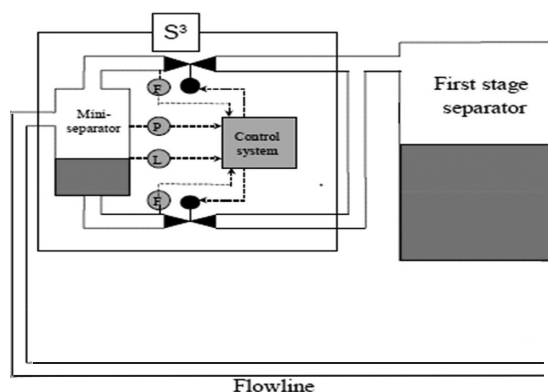 S³
Mini-
separator
F
P
L
F
Control
system
First stage
separator
Flowline